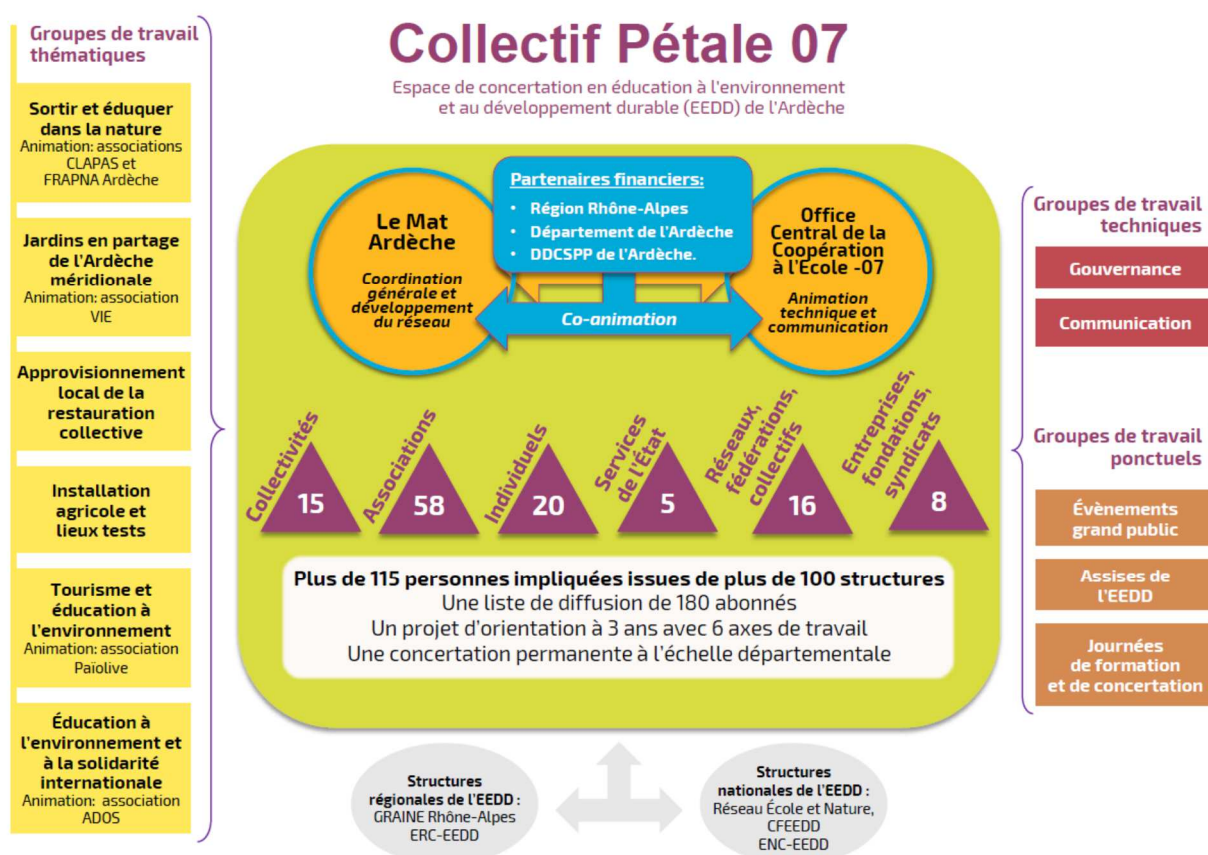 Groupes de travail
thématiques
Sortir et éduquer
dans la nature
Animation: associations
CLAPAS et
FRAPNA Ardèche
Jardins en partage
de l'Ardèche
méridionale
Animation: association
VIE
Approvisionnement
local de la
restauration
collective
Installation
agricole et
lieux tests
Tourisme et
éducation à
l'environnement
Animation: association
Païolive
Éducation à
l'environnement et
à la solidarité
internationale
Animation: association
ADOS
Collectif Pétale 07
Espace de concertation en éducation à l'environnement
et au développement durable (EEDD) de l'Ardèche
Le Mat
Ardèche
Coordination
générale et
développement
du réseau
Partenaires financiers:
• Région Rhône-Alpes
• Département de l'Ardèche
• DDCSPP de l'Ardèche.
Co-animation
Office
Central de la
Coopération
à l'Ecole -07
Animation
technique et
communication
Collectivités
15
Associations
58
Individuels
20
Services
de l'État
5
Réseaux,
fédérations,
collectifs
16
Entreprises,
fondations,
syndicats
8
Plus de 115 personnes impliquées issues de plus de 100 structures
Une liste de diffusion de 180 abonnés
Un projet d'orientation à 3 ans avec 6 axes de travail
Une concertation permanente à l'échelle départementale
Structures
régionales de l'EEDD :
GRAINE Rhône-Alpes
ERC-EEDD
Structures
nationales de l'EEDD :
Réseau École et Nature,
CFEEDD
ENC-EEDD
Groupes de travail
techniques
Gouvernance
Communication
Groupes de travail
ponctuels
Évènements
grand public
Assises de
l'EEDD
Journées
de formation
et de concertation